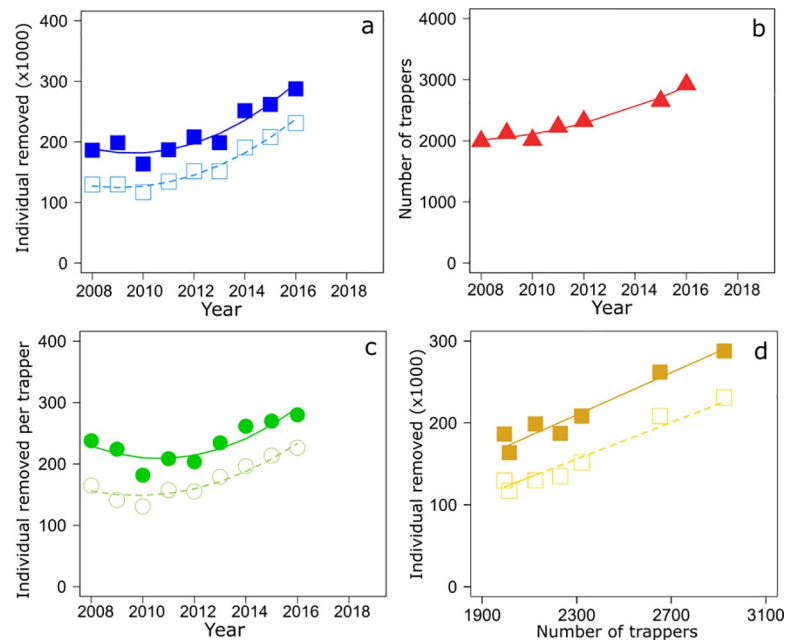 a
Individual removed (x1000)
400
300
200
100
0
2008 2010 2012 2014 2016 2018
Year
b
Number of trappers
4000
3000
2000
1000
0
2008 2010 2012 2014 2016 2018
Year
c
Individual removed per trapper
400
300
200
100
0
2008 2010 2012 2014 2016 2018
Year
d
Individual removed (x1000)
300
200
100
0
1900 2300 2700 3100
Number of trappers